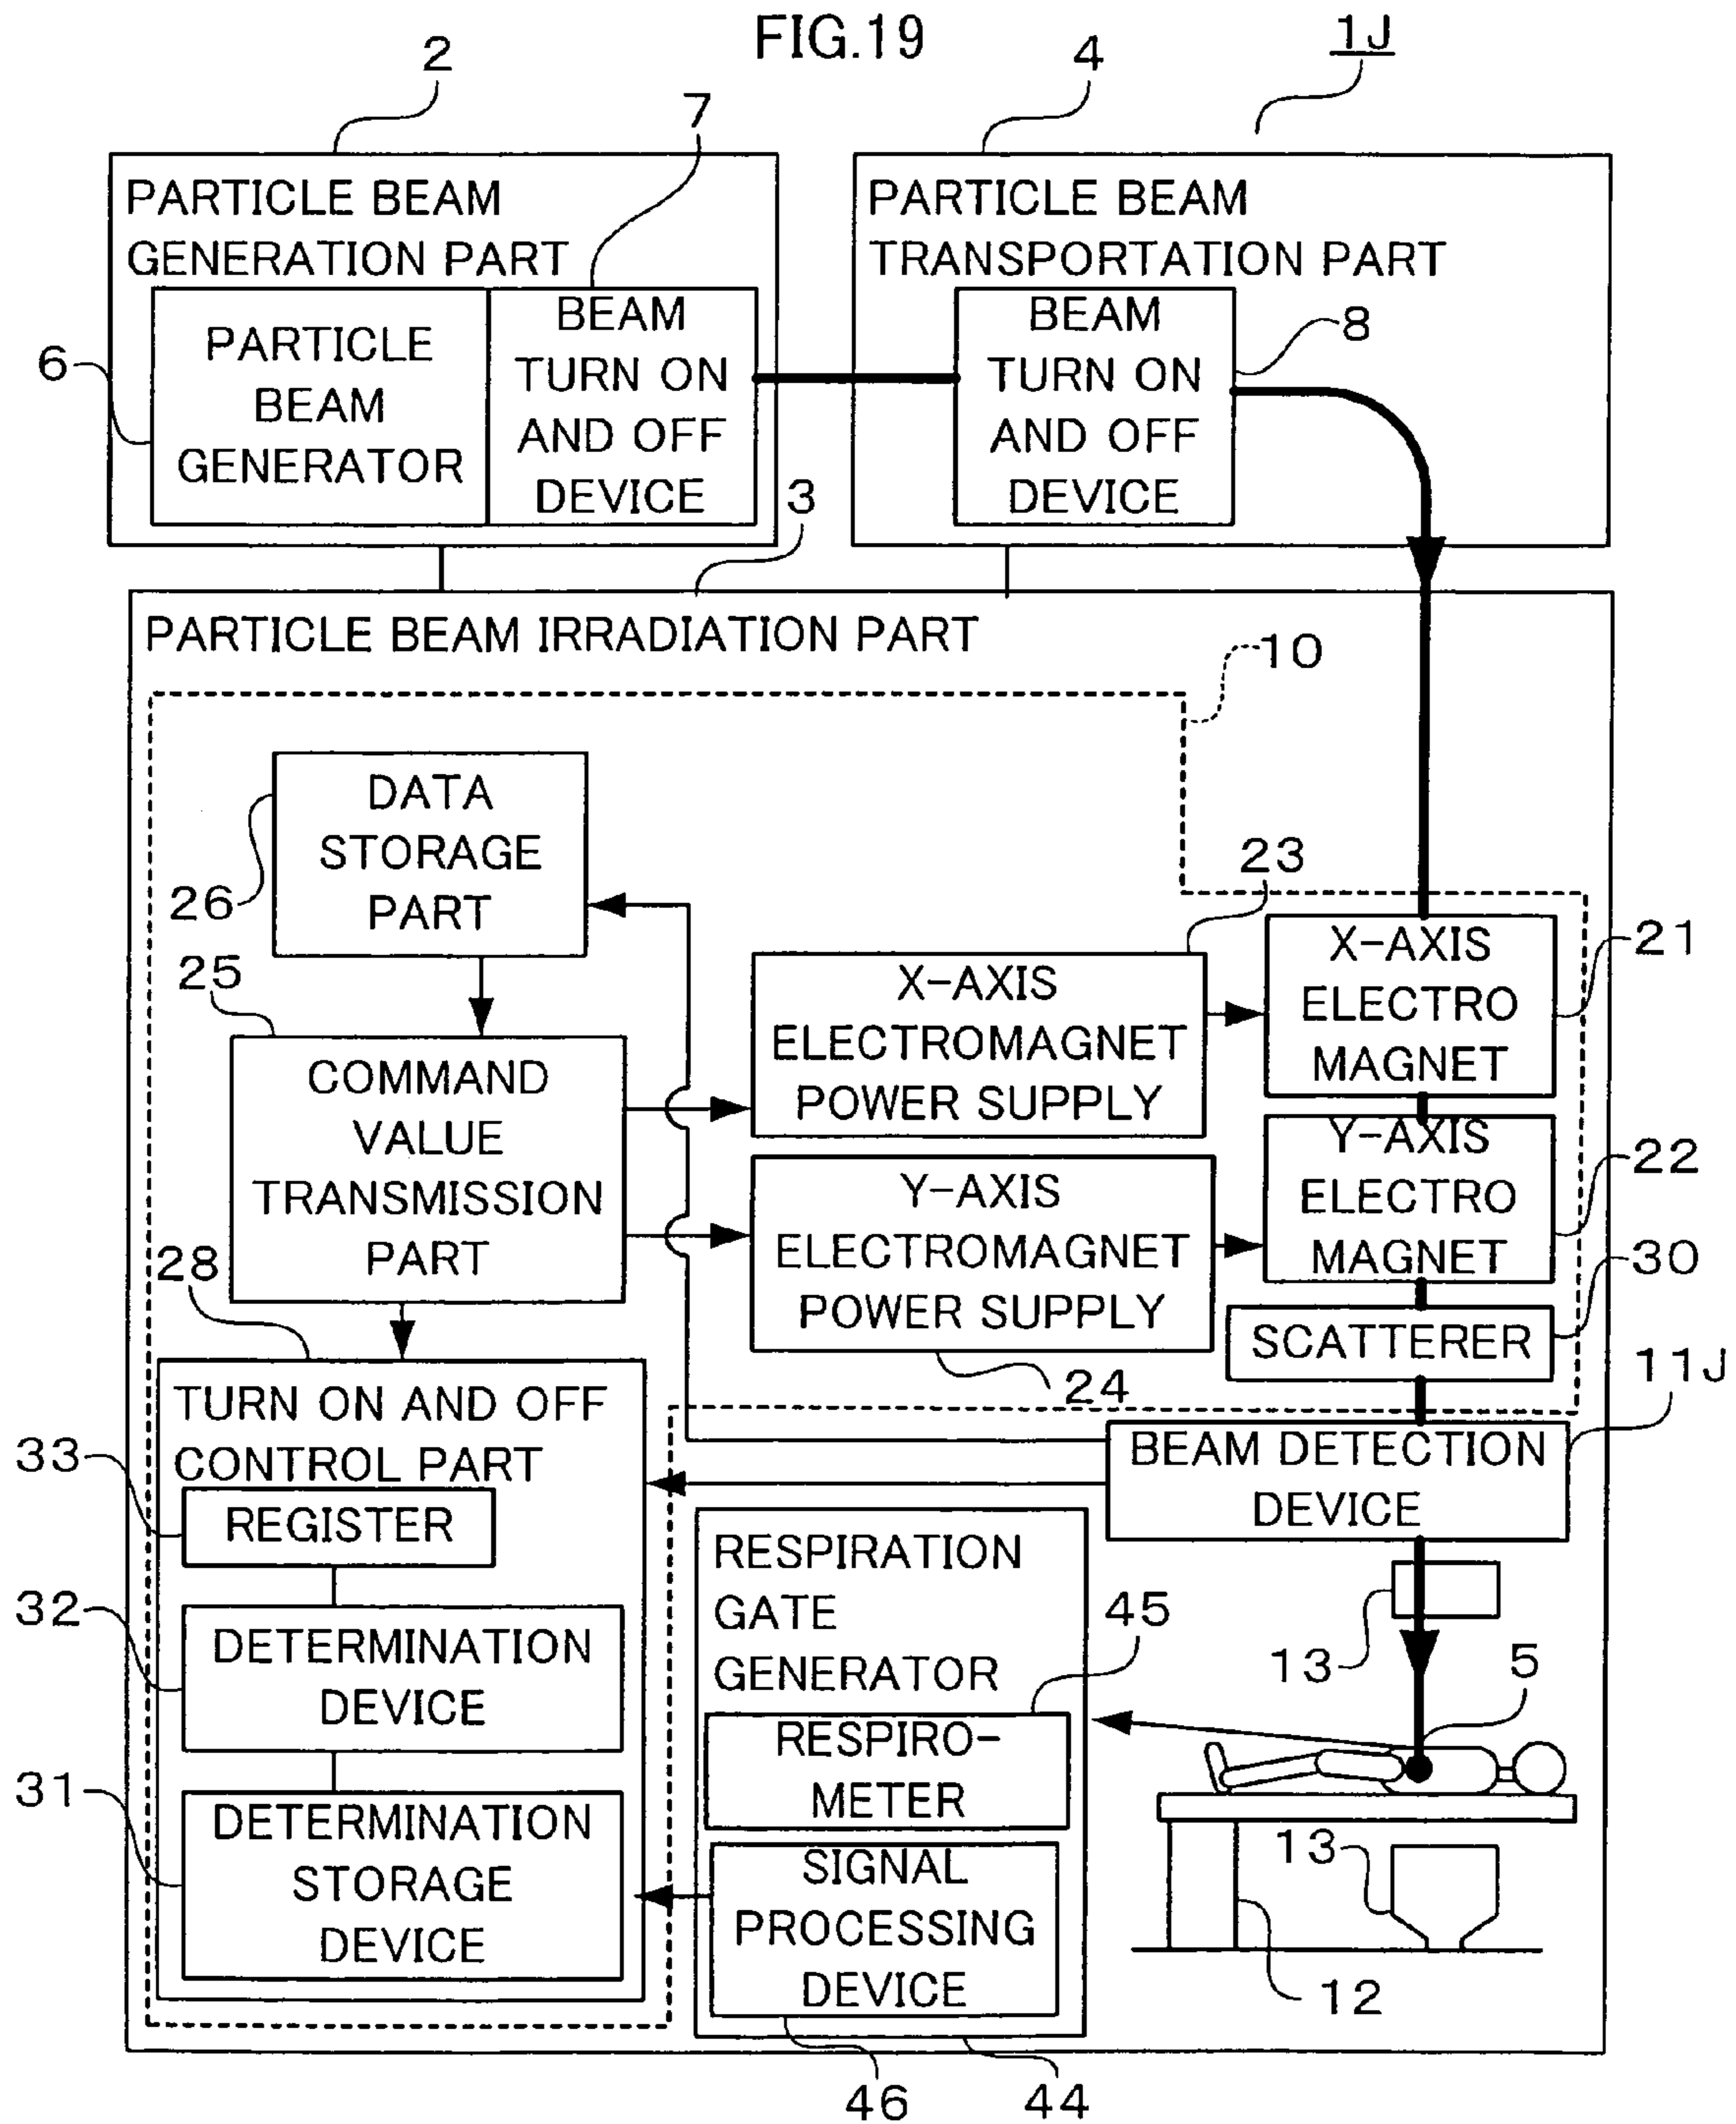 FIG.19
1J
2
4
7
PARTICLE BEAM
GENERATION PART
PARTICLE BEAM
TRANSPORTATION PART
6
PARTICLE
BEAM
GENERATOR
BEAM
TURN ON
AND OFF
DEVICE
BEAM
TURN ON
AND OFF
DEVICE
8
3
PARTICLE BEAM IRRADIATION PART
10
DATA
STORAGE
PART
26
25
COMMAND
VALUE
TRANSMISSION
PART
23
X-AXIS
ELECTROMAGNET
POWER SUPPLY
X-AXIS
ELECTRO
MAGNET
21
Y-AXIS
ELECTROMAGNET
POWER SUPPLY
24
Y-AXIS
ELECTRO
MAGNET
22
30
SCATTERER
11J
28
TURN ON AND OFF
CONTROL PART
33
REGISTER
32
DETERMINATION
DEVICE
31
DETERMINATION
STORAGE
DEVICE
BEAM DETECTION
DEVICE
RESPIRATION
GATE
GENERATOR
45
RESPIRO-
METER
SIGNAL
PROCESSING
DEVICE
13
5
13
12
46
44